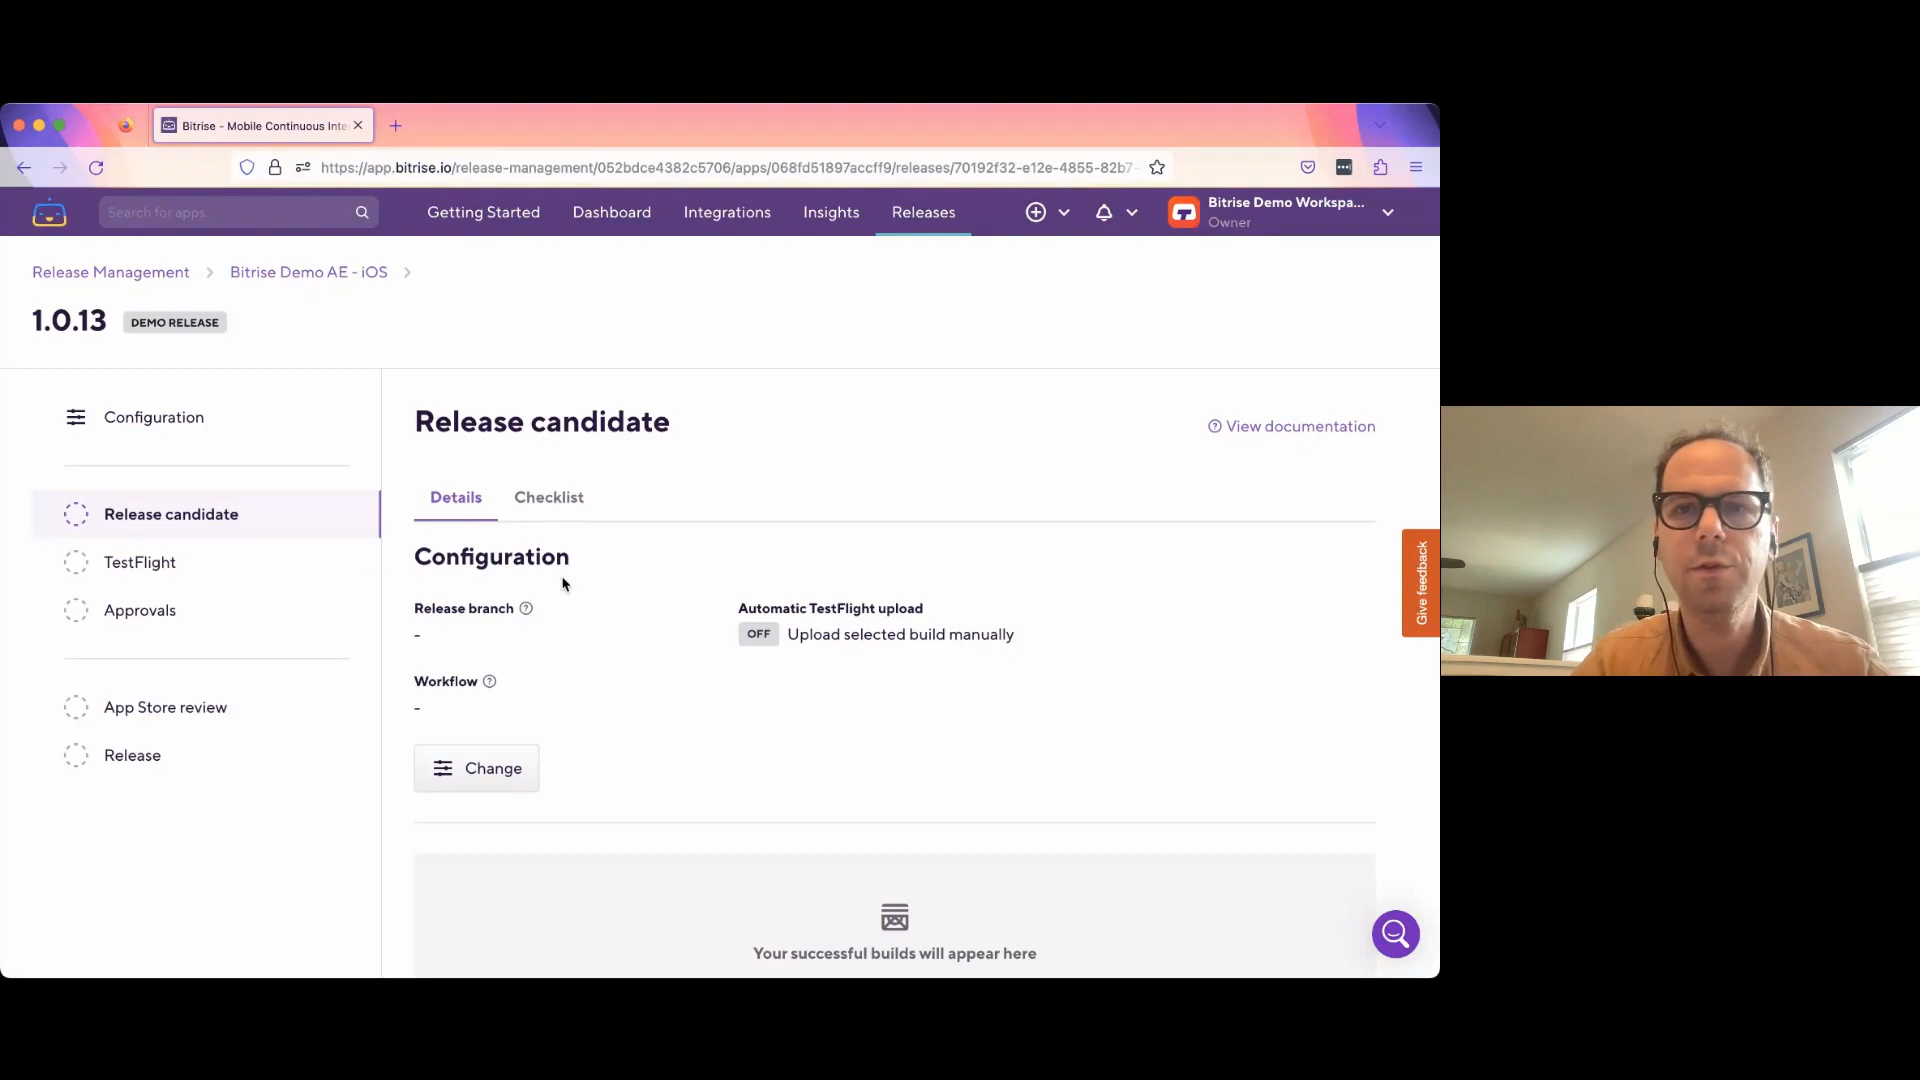 Bitrise - Mobile Continuous Inte
https://app.bitrise.io/release-management/052bdce4382c5706/apps/068fd51897accff9/releases/70192f32-e12e-4855-82b7-
Search for apps.
Getting Started
Dashboard
Integrations
Insights
Releases
Bitrise Demo Workspa...
Owner
Release Management
Bitrise Demo AE - iOS
1.0.13
DEMO RELEASE
Configuration
Release candidate
TestFlight
Approvals
App Store review
Release
Release candidate
View documentation
Details
Checklist
Configuration
Release branch
-
Automatic TestFlight upload
OFF Upload selected build manually
Workflow
-
Change
Your successful builds will appear here
Give feedback